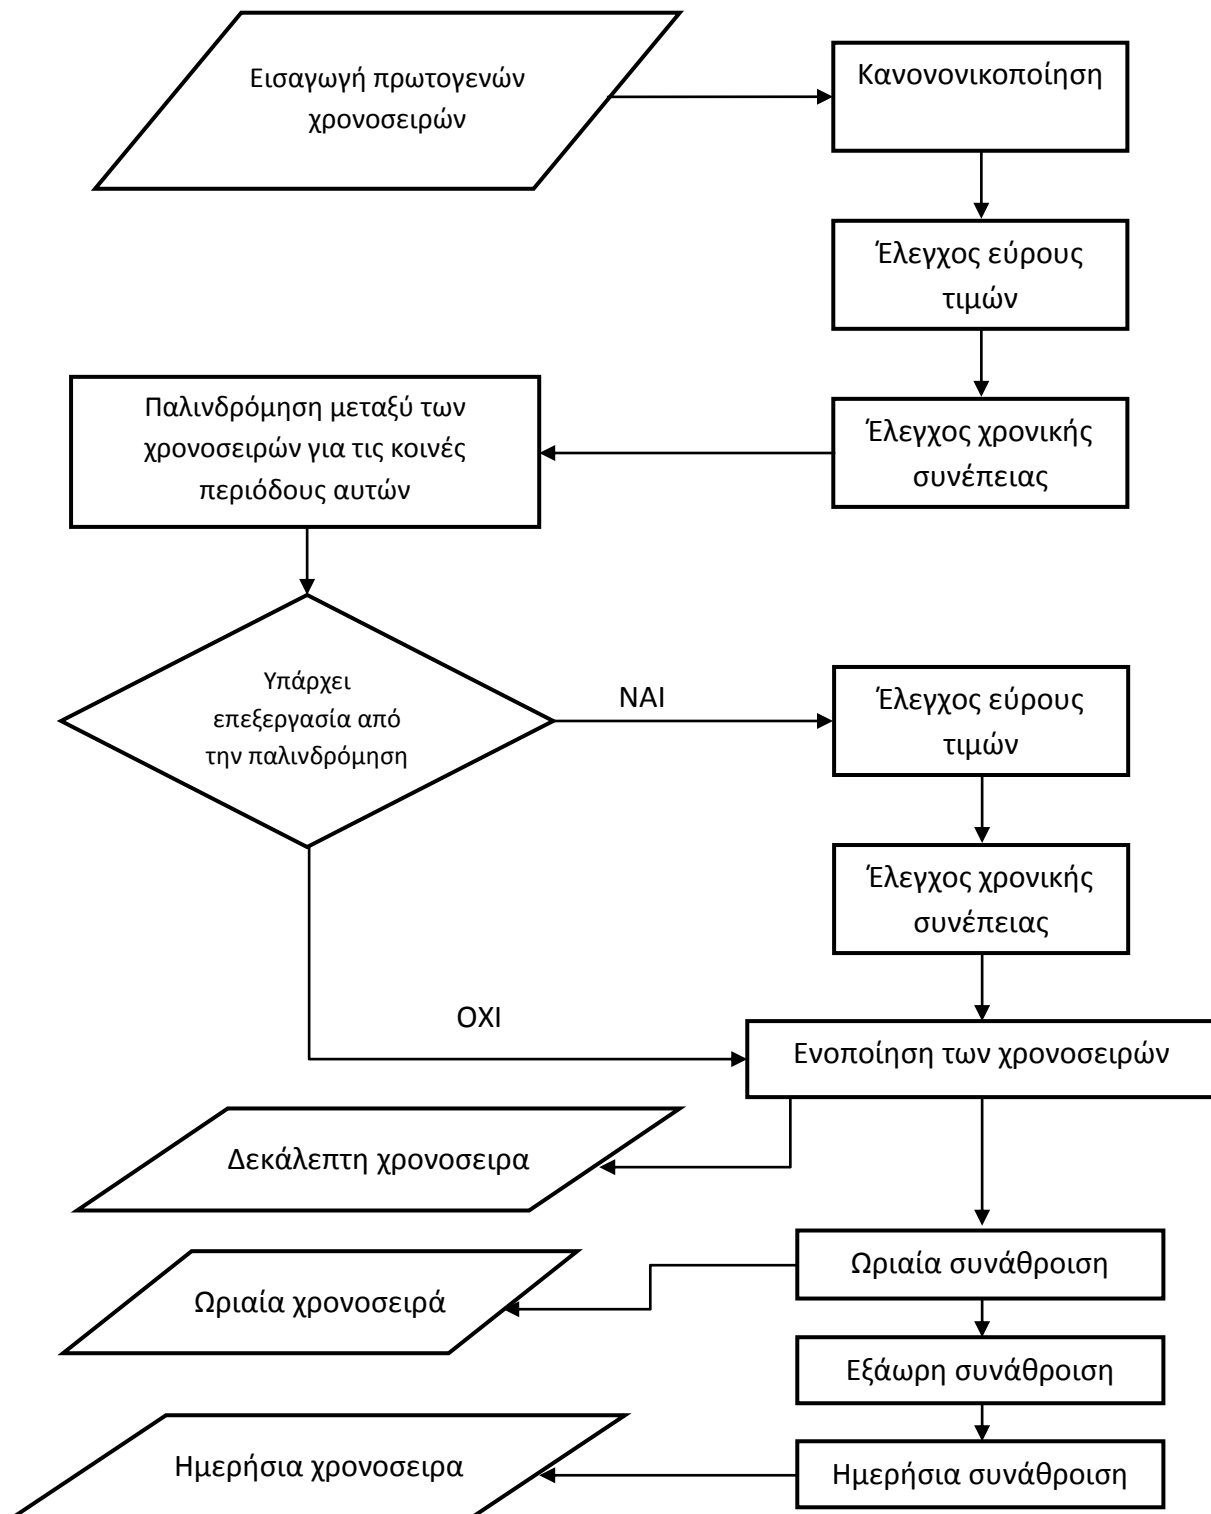 Εισαγωγή πρωτογενών
χρονοσειρών
Κανονονικοποίηση
Έλεγχος εύρους
τιμών
Έλεγχος χρονικής
συνέπειας
Παλινδρόμηση μεταξύ των
χρονοσειρών για τις κοινές
περιόδους αυτών
Υπάρχει
επεξεργασία από
την παλινδρόμηση
ΝΑΙ
Έλεγχος εύρους
τιμών
Έλεγχος χρονικής
συνέπειας
ΟΧΙ
Ενοποίηση των χρονοσειρών
Δεκάλεπτη χρονοσειρα
Ωριαία συνάθροιση
Ωριαία χρονοσειρά
Εξάωρη συνάθροιση
Ημερήσια συνάθροιση
Ημερήσια χρονοσειρα